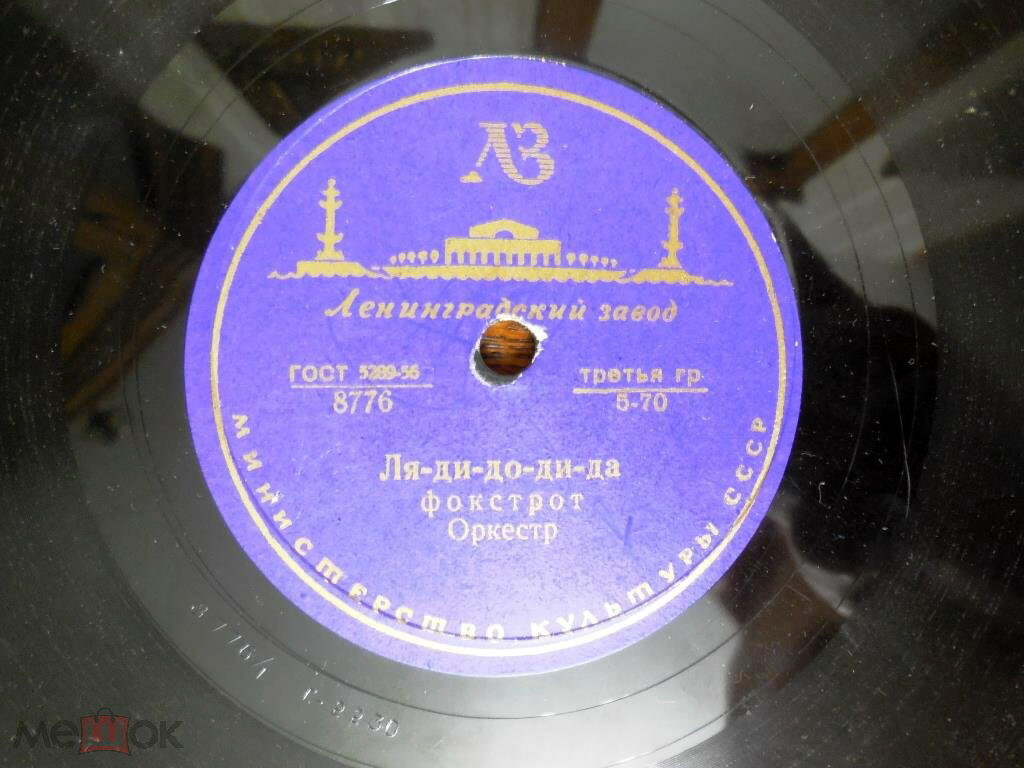 ЛЗ
Ленинградский завод
ГОСТ 5289-56
8776
третья гр.
5-70
Ля-ди-до-ди-да
фокстрот
Оркестр
МИНИСТЕРСТВО КУЛЬТУРЫ СССР
мешок